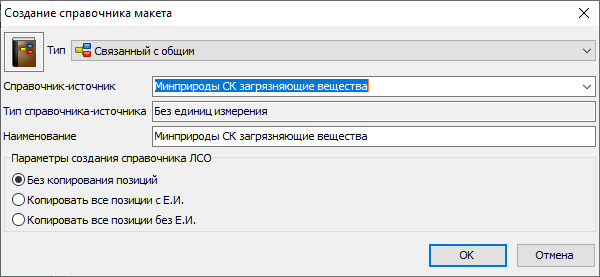 Создание справочника макета
Тип Связанный с общим
Справочник-источник Минприроды СК загрязняющие вещества
Тип справочника-источника Без единиц измерения
Наименование Минприроды СК загрязняющие вещества
Параметры создания справочника ЛСО
Без копирования позиций
Копировать все позиции с Е.И.
Копировать все позиции без Е.И.
ОК Отмена